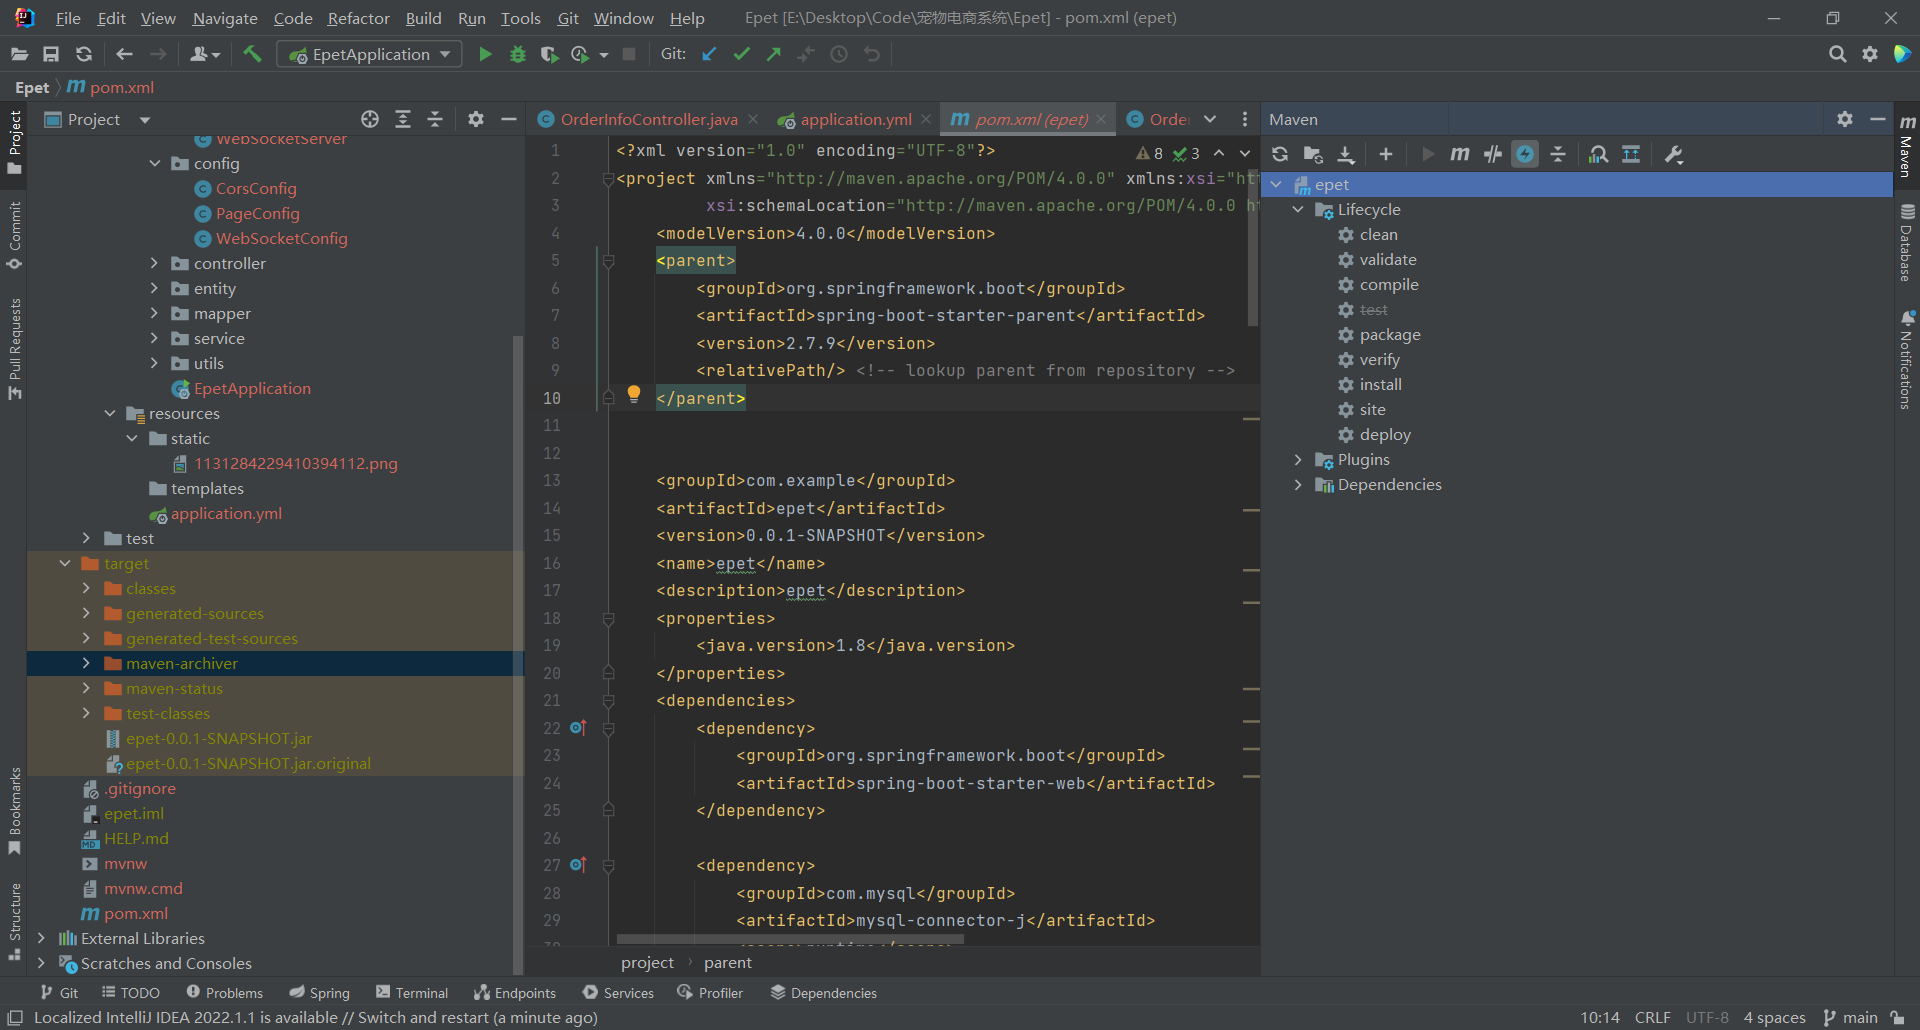 File Edit View Navigate Code Refactor Build Run Tools Git Window Help Epet [E:\Desktop\Code\宠物电商系统\Epet] - pom.xml (epet)
EpetApplication Git:
Epet pom.xml
Project
WebSocketServer
config
CorsConfig
PageConfig
WebSocketConfig
controller
entity
mapper
service
utils
EpetApplication
resources
static
1131284229410394112.png
templates
application.yml
test
target
classes
generated-sources
generated-test-sources
maven-archiver
maven-status
test-classes
epet-0.0.1-SNAPSHOT.jar
epet-0.0.1-SNAPSHOT.jar.original
.gitignore
epet.iml
HELP.md
mvnw
mvnw.cmd
pom.xml
External Libraries
Scratches and Consoles
Project
Commit
Pull Requests
Bookmarks
Structure
OrderInfoController.java application.yml pom.xml (epet) Order
8 3
1 <?xml version="1.0" encoding="UTF-8"?>
2 <project xmlns="http://maven.apache.org/POM/4.0.0" xmlns:xsi="ht
3 xsi:schemaLocation="http://maven.apache.org/POM/4.0.0 h
4 <modelVersion>4.0.0</modelVersion>
5 <parent>
6 <groupId>org.springframework.boot</groupId>
7 <artifactId>spring-boot-starter-parent</artifactId>
8 <version>2.7.9</version>
9 <relativePath/> <!-- lookup parent from repository -->
10 </parent>
11
12
13 <groupId>com.example</groupId>
14 <artifactId>epet</artifactId>
15 <version>0.0.1-SNAPSHOT</version>
16 <name>epet</name>
17 <description>epet</description>
18 <properties>
19 <java.version>1.8</java.version>
20 </properties>
21 <dependencies>
22 <dependency>
23 <groupId>org.springframework.boot</groupId>
24 <artifactId>spring-boot-starter-web</artifactId>
25 </dependency>
26
27 <dependency>
28 <groupId>com.mysql</groupId>
29 <artifactId>mysql-connector-j</artifactId>
project parent
Maven
epet
Lifecycle
clean
validate
compile
test
package
verify
install
site
deploy
Plugins
Dependencies
Maven
Database
Notifications
Git TODO Problems Spring Terminal Endpoints Services Profiler Dependencies
Localized IntelliJ IDEA 2022.1.1 is available // Switch and restart (a minute ago) 10:14 CRLF UTF-8 4 spaces main